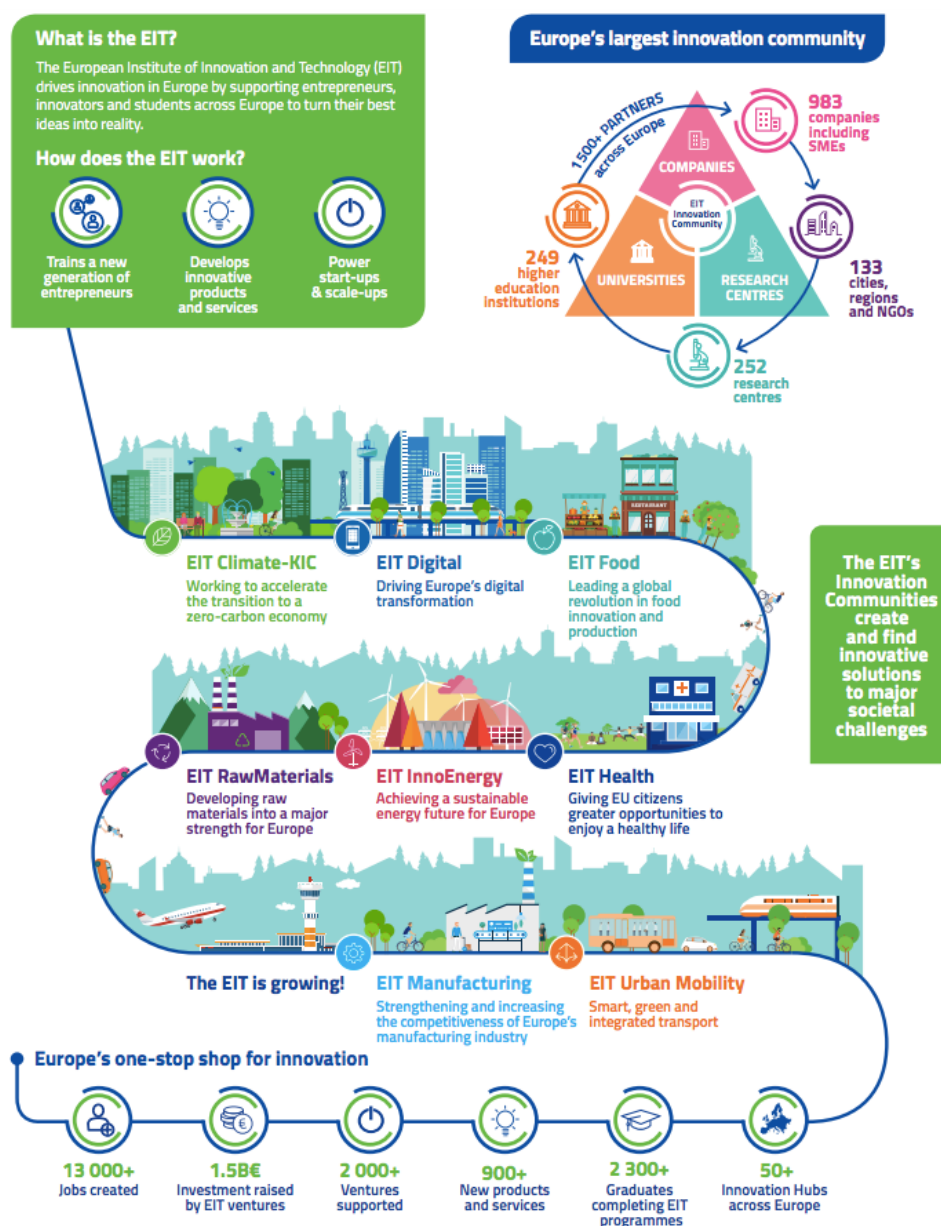 What is the EIT?
The European Institute of Innovation and Technology (EIT)
drives innovation in Europe by supporting entrepreneurs,
innovators and students across Europe to turn their best
ideas into reality.
How does the EIT work?
Trains a new
generation of
entrepreneurs
Develops
innovative
products
and services
Power
start-ups
& scale-ups
Europe's largest innovation community
1500+ PARTNERS
across Europe
983
companies
including
SMEs
COMPANIES
EIT
Innovation
Community
UNIVERSITIES
RESEARCH
CENTRES
249
higher
education
institutions
133
cities,
regions
and NGOs
252
research
centres
RESTAURANT
EIT Climate-KIC
Working to accelerate
the transition to a
zero-carbon economy
EIT Digital
Driving Europe's digital
transformation
EIT Food
Leading a global
revolution in food
innovation and
production
The EIT's
Innovation
Communities
create
and find
innovative
solutions
to major
societal
challenges
EIT RawMaterials
Developing raw
materials into a major
strength for Europe
EIT InnoEnergy
Achieving a sustainable
energy future for Europe
EIT Health
Giving EU citizens
greater opportunities to
enjoy a healthy life
The EIT is growing!
EIT Manufacturing
Strengthening and increasing
the competitiveness of Europe's
manufacturing industry
EIT Urban Mobility
Smart, green and
integrated transport
Europe's one-stop shop for innovation
13 000+
Jobs created
1.5B€
Investment raised
by EIT ventures
2 000+
Ventures
supported
900+
New products
and services
2 300+
Graduates
completing EIT
programmes
50+
Innovation Hubs
across Europe